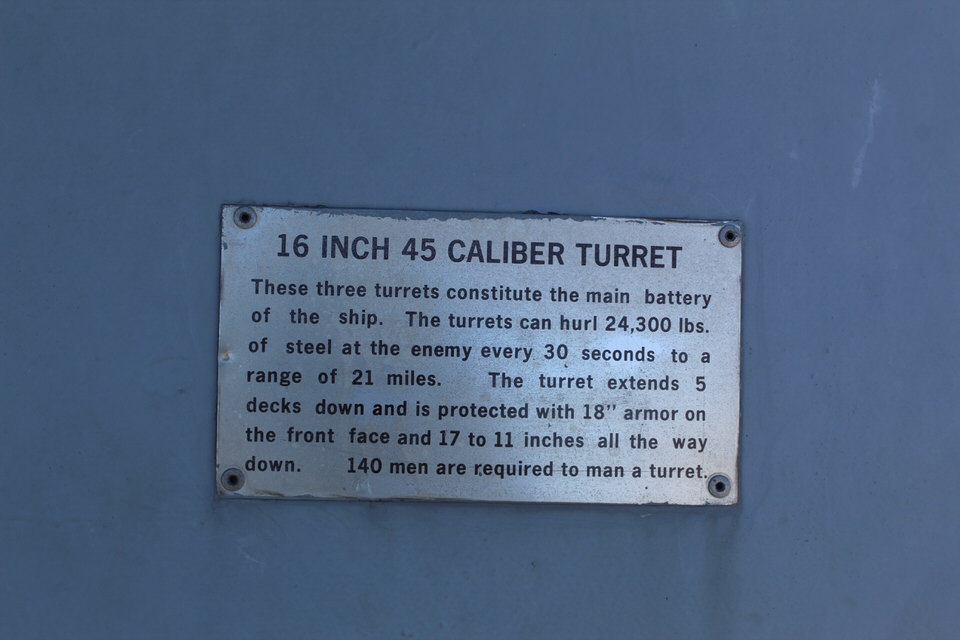 16 INCH 45 CALIBER TURRET
These three turrets constitute the main battery
of the ship. The turrets can hurl 24,300 lbs.
of steel at the enemy every 30 seconds to a
range of 21 miles. The turret extends 5
decks down and is protected with 18" armor on
the front face and 17 to 11 inches all the way
down. 140 men are required to man a turret.